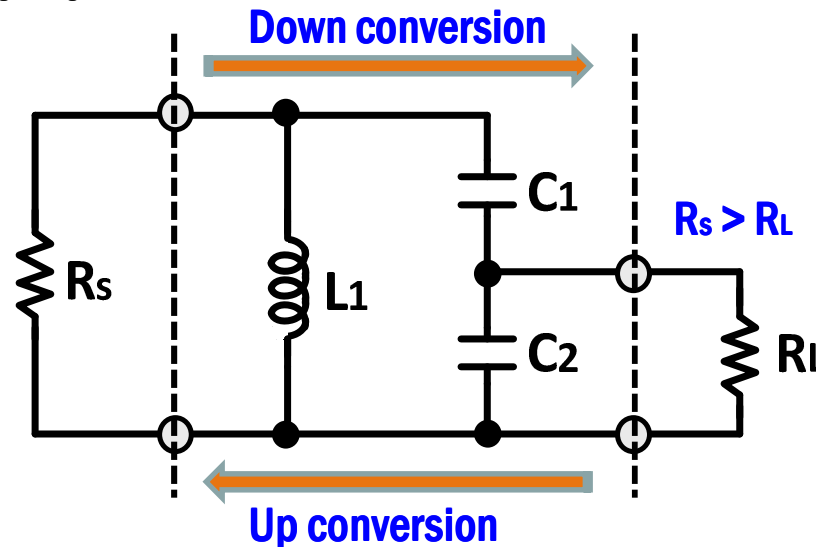 Down conversion
C1
Rs > RL
Rs
L1
C2
RL
Up conversion